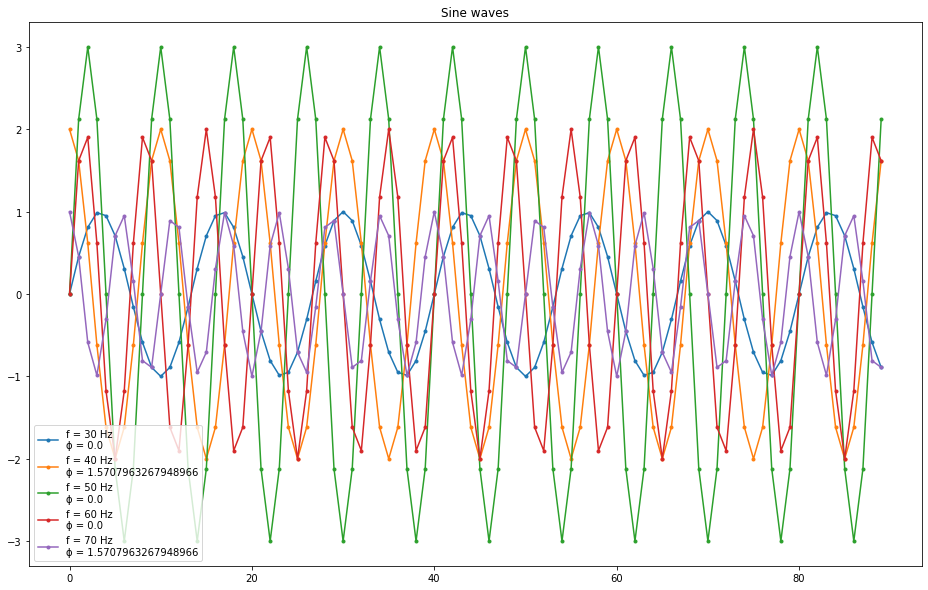 Sine waves
3
2
1
0
−1
−2
−3
f = 30 Hz
ϕ = 0.0
f = 40 Hz
ϕ = 1.5707963267948966
f = 50 Hz
ϕ = 0.0
f = 60 Hz
ϕ = 0.0
f = 70 Hz
ϕ = 1.5707963267948966
0 20 40 60 80